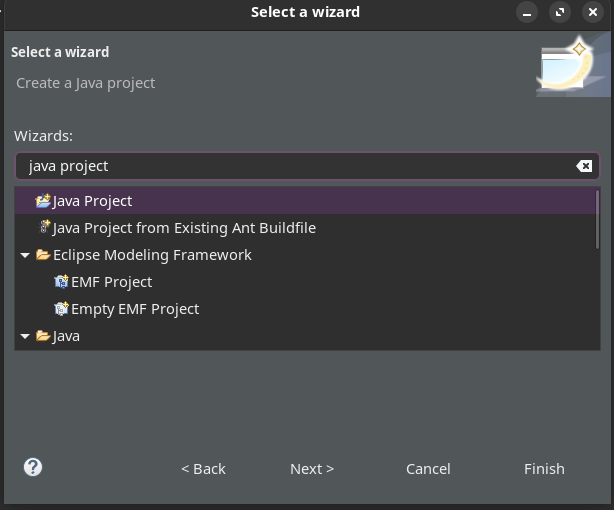 Select a wizard
Select a wizard
Create a Java project
Wizards:
java project
Java Project
Java Project from Existing Ant Buildfile
Eclipse Modeling Framework
EMF Project
Empty EMF Project
Java
? < Back Next > Cancel Finish